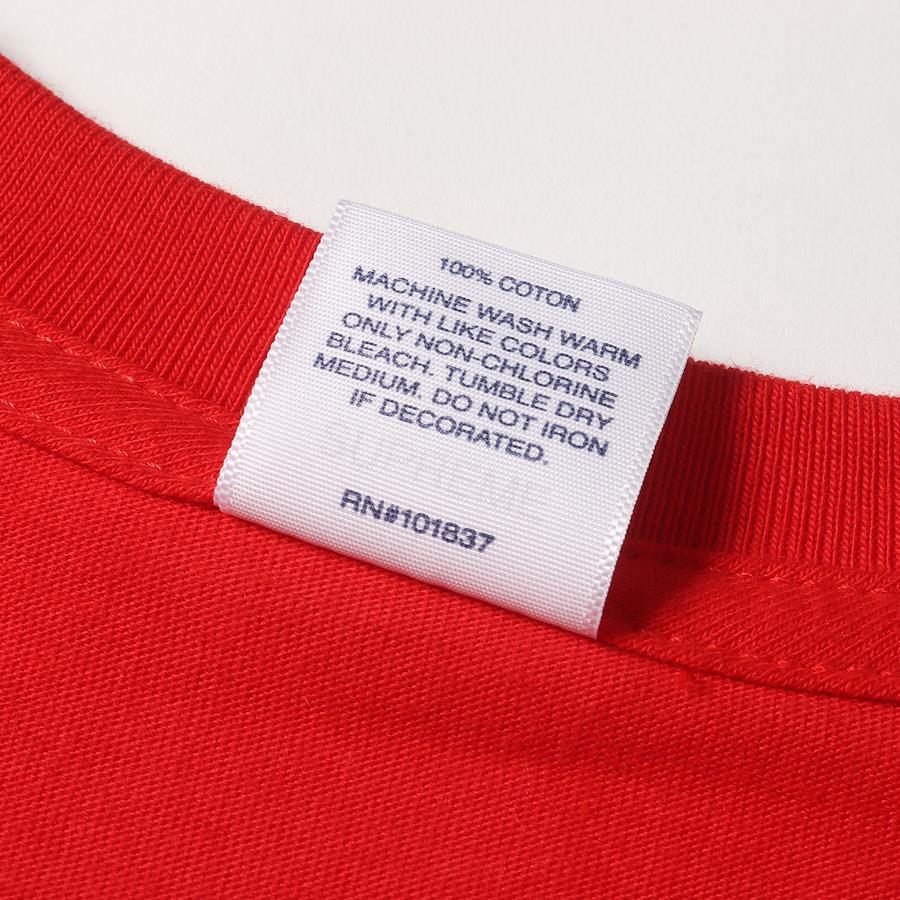 100% COTTON
MACHINE WASH WARM
WITH LIKE COLORS
ONLY NON-CHLORINE
BLEACH. TUMBLE DRY
MEDIUM. DO NOT IRON
IF DECORATED.
RN#101837